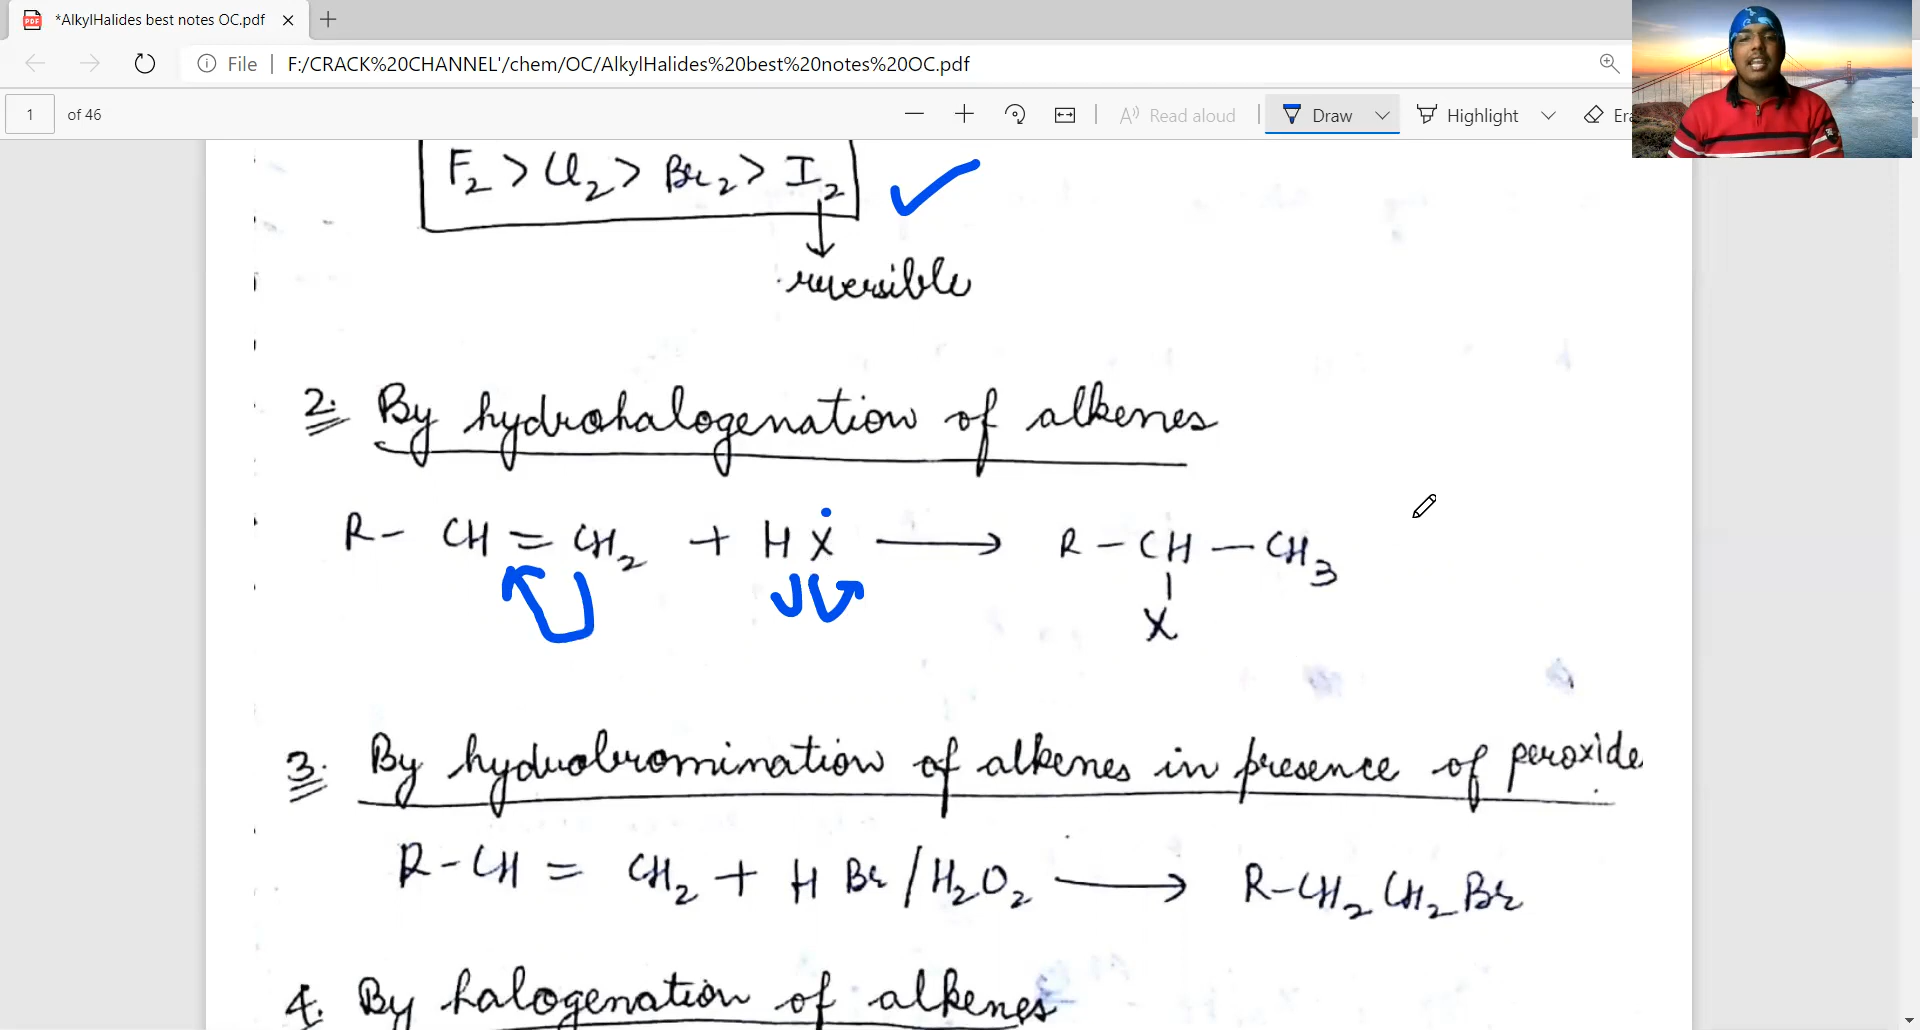 *AlkylHalides best notes OC.pdf
File | F:/CRACK%20CHANNEL'/chem/OC/AlkylHalides%20best%20notes%20OC.pdf
1 of 46 Read aloud Draw Highlight
F₂ > Cl₂ > Br₂ > I₂
reversible
2. By hydrohalogenation of alkenes
R - CH = CH₂ + HX ⟶ R - CH - CH₃
X
3. By hydrobromination of alkenes in presence of peroxide
R - CH = CH₂ + H Br / H₂O₂ ⟶ R-CH₂ CH₂ Br
4. By halogenation of alkenes